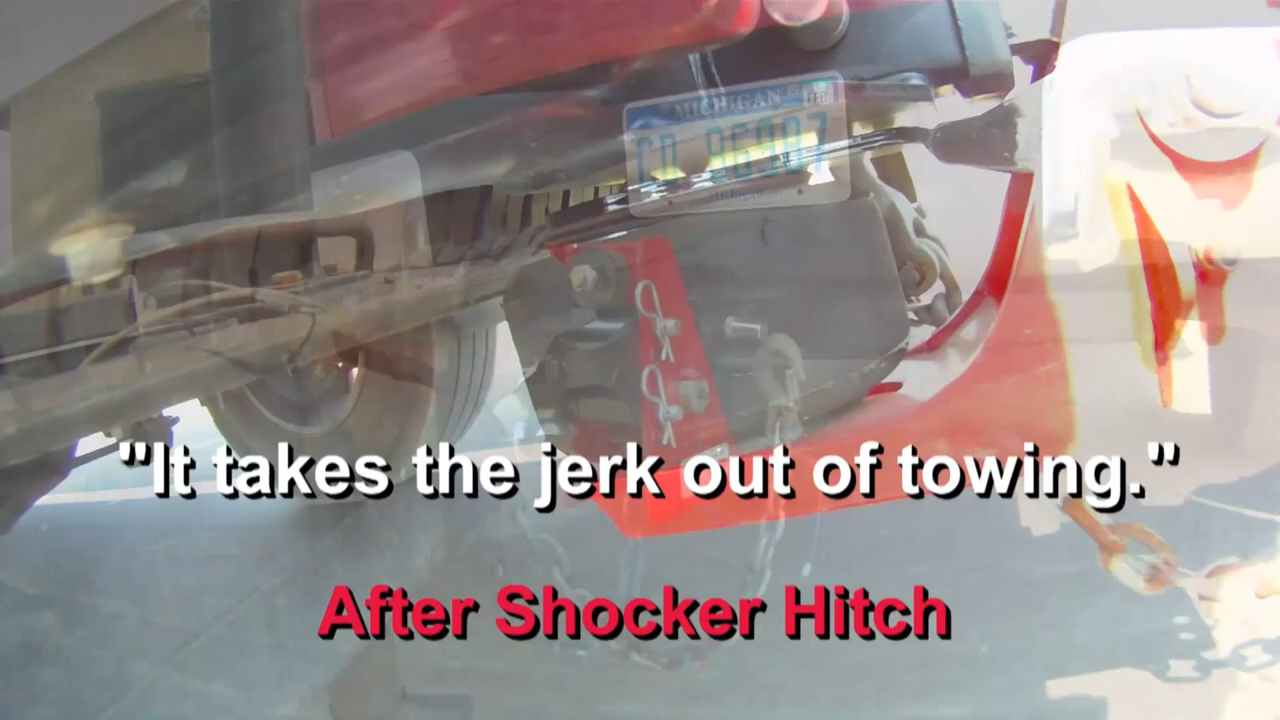 MICHIGAN
"It takes the jerk out of towing."
After Shocker Hitch